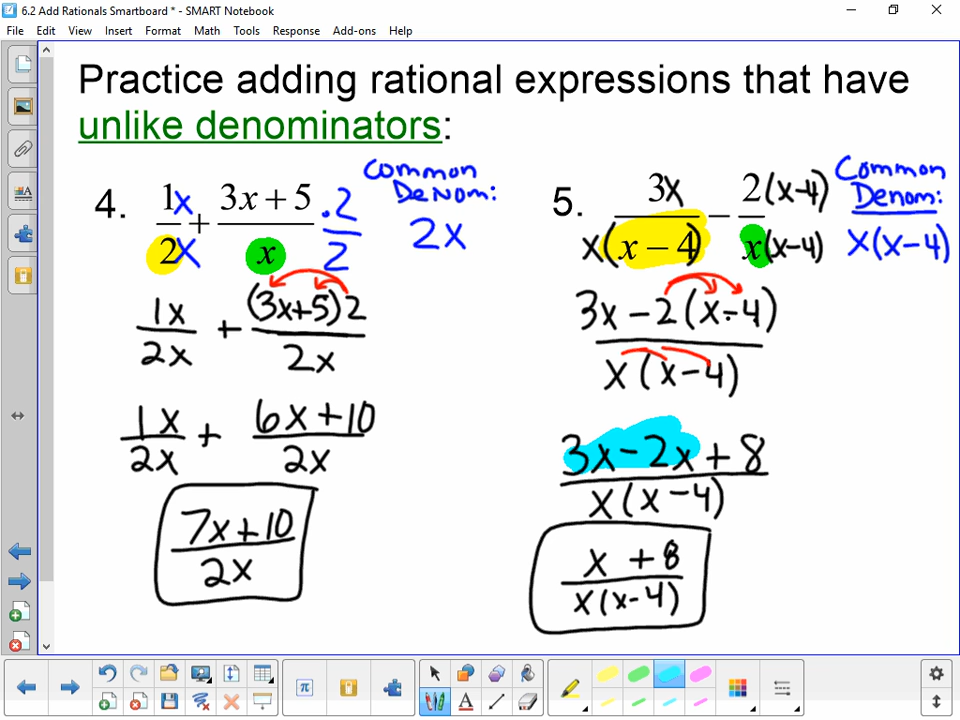 6.2 Add Rationals Smartboard * - SMART Notebook
File Edit View Insert Format Math Tools Response Add-ons Help
Practice adding rational expressions that have
unlike denominators:
4. 1x/2x + 3x + 5/x · 2/2
Common
Denom:
2x
1x/2x + (3x+5)2/2x
1x/2x + 6x+10/2x
7x+10/2x
5. 3x/x(x − 4) − 2(x-4)/x(x-4)
Common
Denom:
x(x-4)
3x - 2(x-4)/x(x-4)
3x - 2x + 8/x(x-4)
x + 8/x(x-4)
π
A